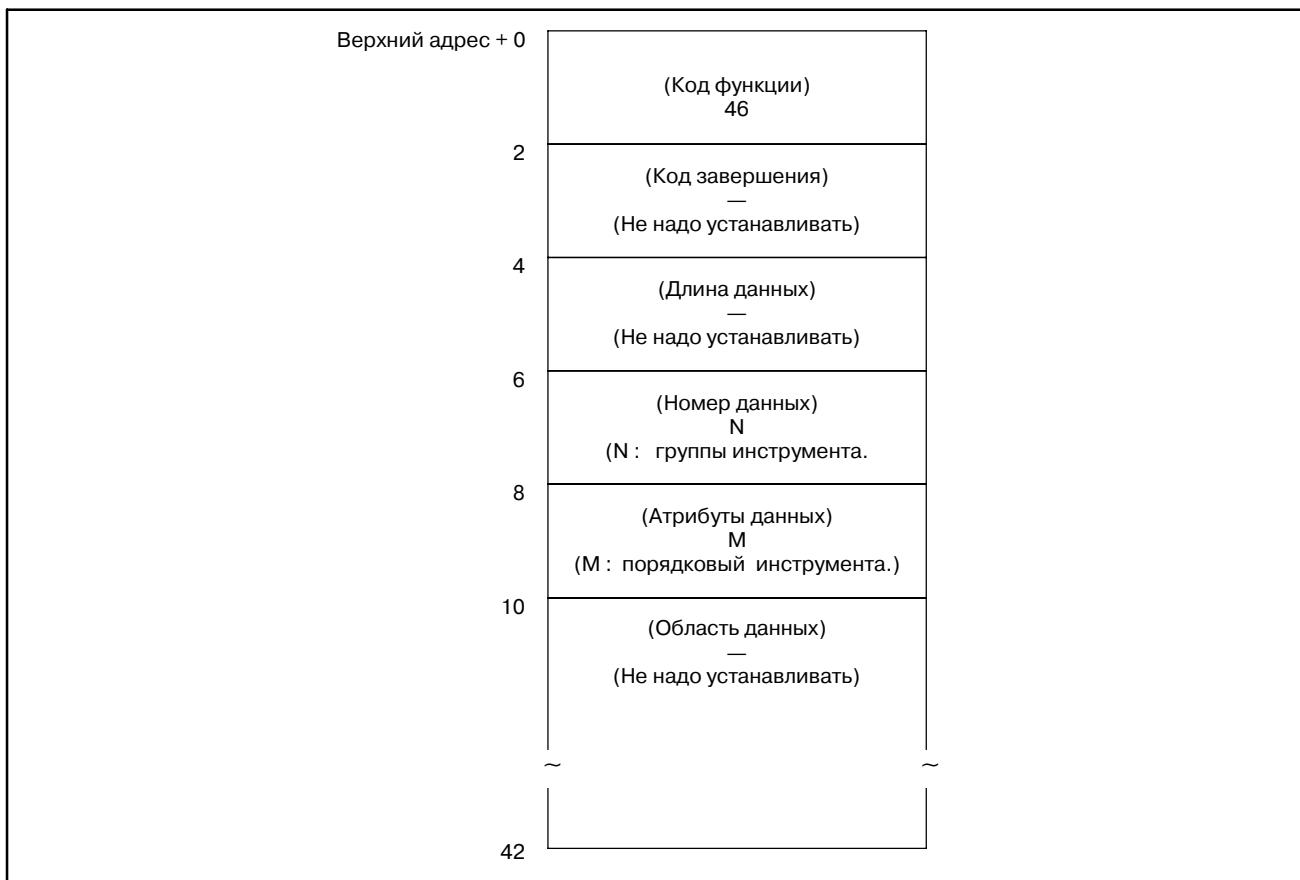 Верхний адрес + 0
(Код функции)
46
2
(Код завершения)
—
(Не надо устанавливать)
4
(Длина данных)
—
(Не надо устанавливать)
6
(Номер данных)
N
(N : группы инструмента.
8
(Атрибуты данных)
M
(M : порядковый инструмента.)
10
(Область данных)
—
(Не надо устанавливать)
~ ~
42